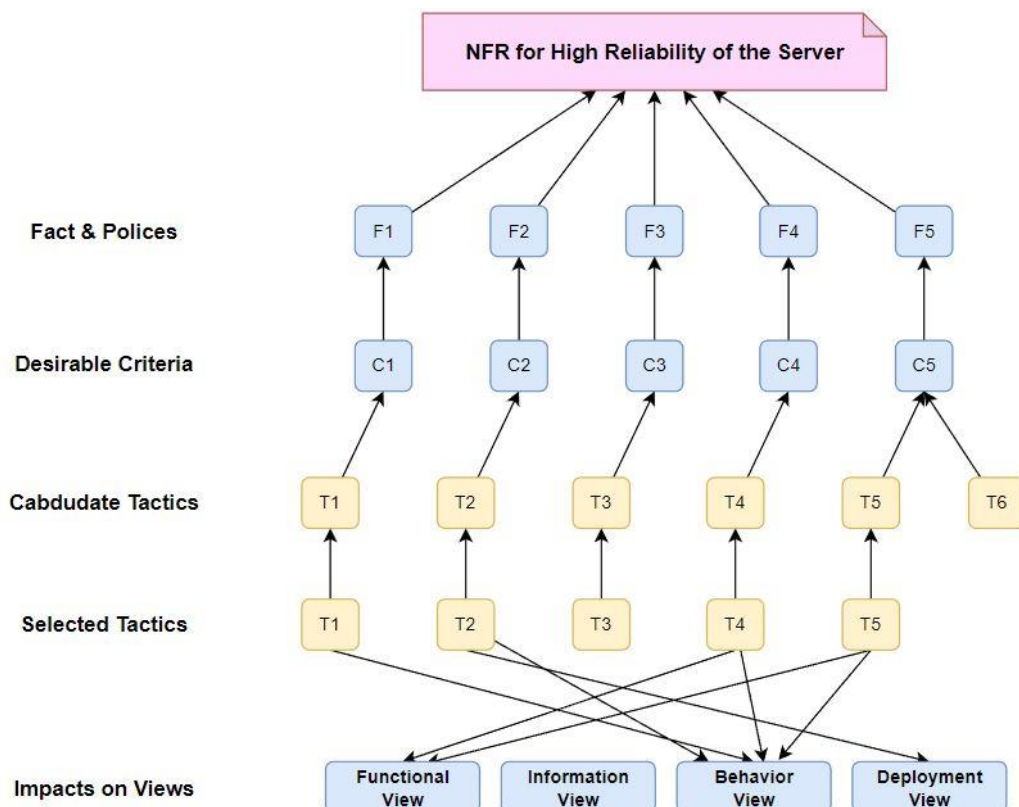 NFR for High Reliability of the Server
Fact & Polices
F1
F2
F3
F4
F5
Desirable Criteria
C1
C2
C3
C4
C5
Cabdudate Tactics
T1
T2
T3
T4
T5
T6
Selected Tactics
T1
T2
T3
T4
T5
Impacts on Views
Functional
View
Information
View
Behavior
View
Deployment
View